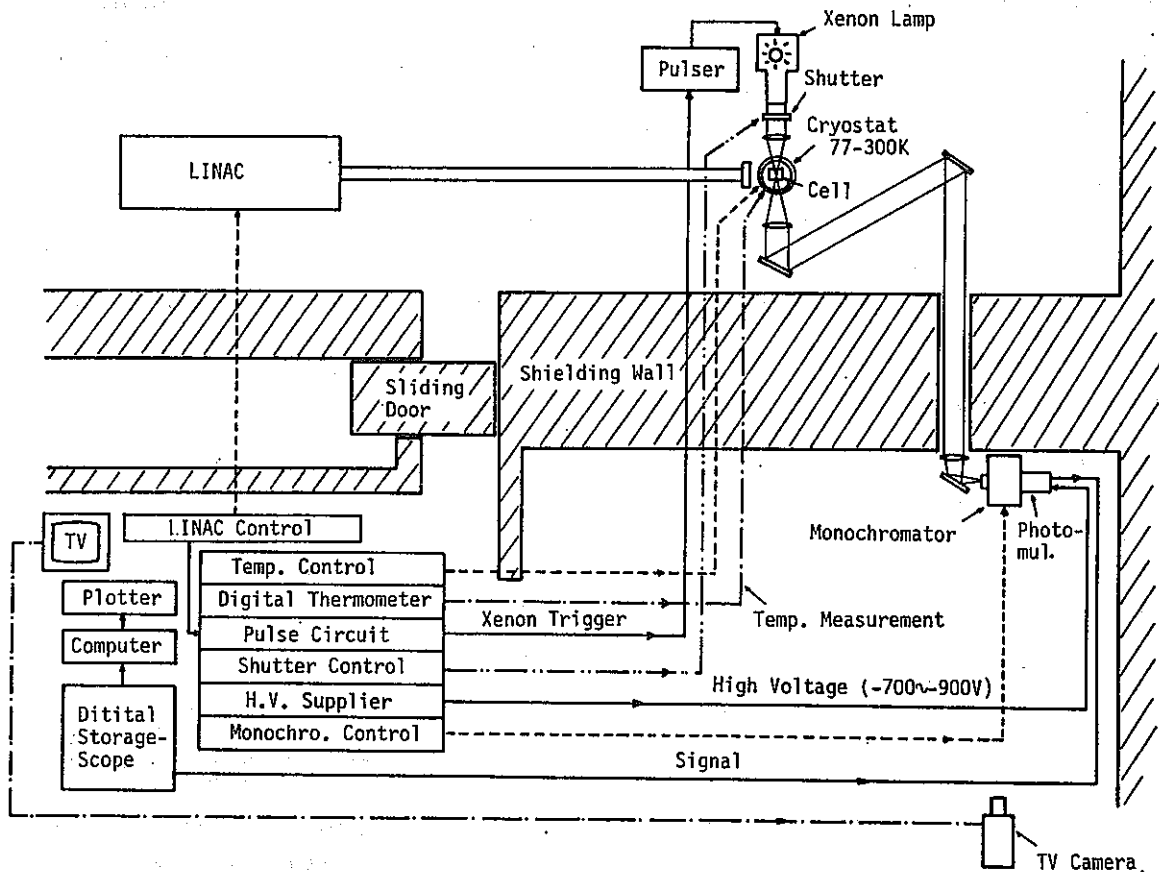 Xenon Lamp
Pulser
Shutter
Cryostat
77-300K
LINAC
Cell
Sliding
Door
Shielding Wall
LINAC Control
TV
Monochromator
Photo-
mul.
Temp. Control
Plotter
Digital Thermometer
Xenon Trigger
Temp. Measurement
Pulse Circuit
Computer
Shutter Control
High Voltage (-700~-900V)
H.V. Supplier
Ditital
Storage-
Scope
Monochro. Control
Signal
TV Camera